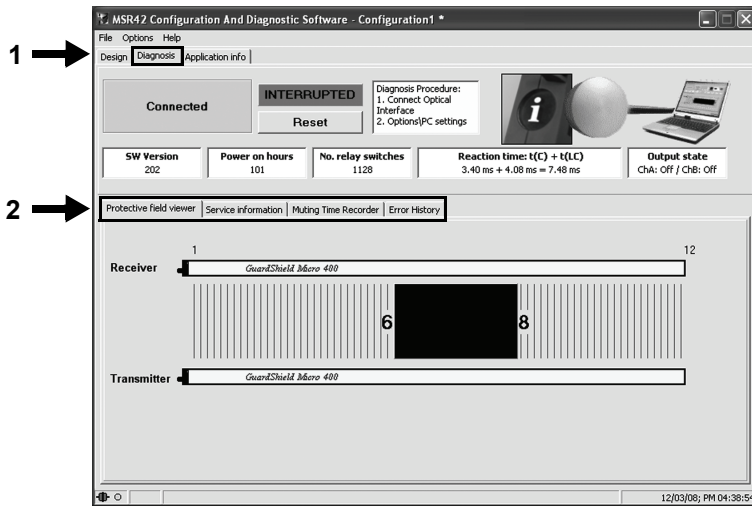 MSR42 Configuration And Diagnostic Software - Configuration1 *
File Options Help
1
Design Diagnosis Application info
Connected
INTERRUPTED
Reset
Diagnosis
Procedure:
1. Connect Optical
Interface
2. Options\PC settings
i
SW Version
202
Power on hours
101
No. relay switches
1128
Reaction time: t(C) + t(LC)
3.40 ms + 4.08 ms = 7.48 ms
Output state
ChA: Off / ChB: Off
2
Protective field viewer Service information Muting Time Recorder Error History
1 12
Receiver GuardShield Micro 400
6 8
Transmitter GuardShield Micro 400
12/03/08; PM 04:38:54